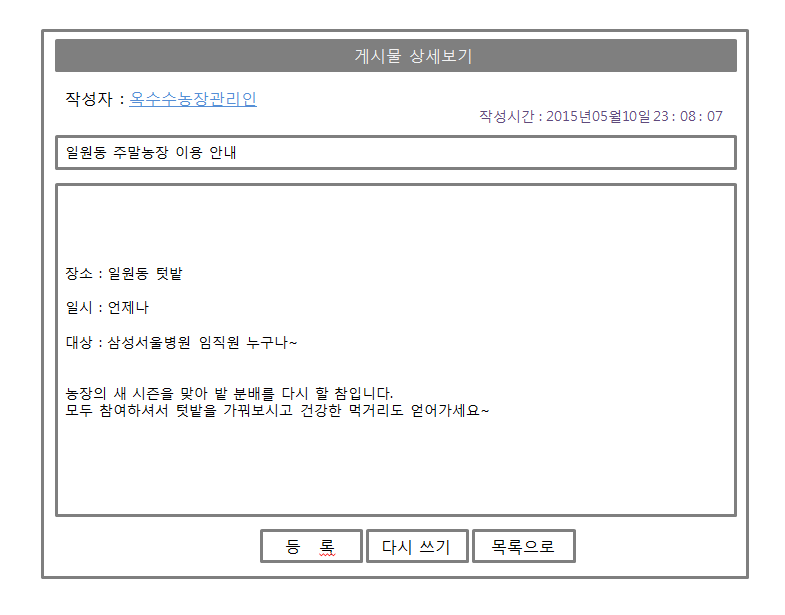 게시물 상세보기
작성자 : 옥수수농장관리인
작성시간 : 2015년05월10일 23 : 08 : 07
일원동 주말농장 이용 안내
장소 : 일원동 텃밭
일시 : 언제나
대상 : 삼성서울병원 임직원 누구나~
농장의 새 시즌을 맞아 밭 분배를 다시 할 참입니다.
모두 참여하셔서 텃밭을 가꿔보시고 건강한 먹거리도 얻어가세요~
등 록 다시 쓰기 목록으로